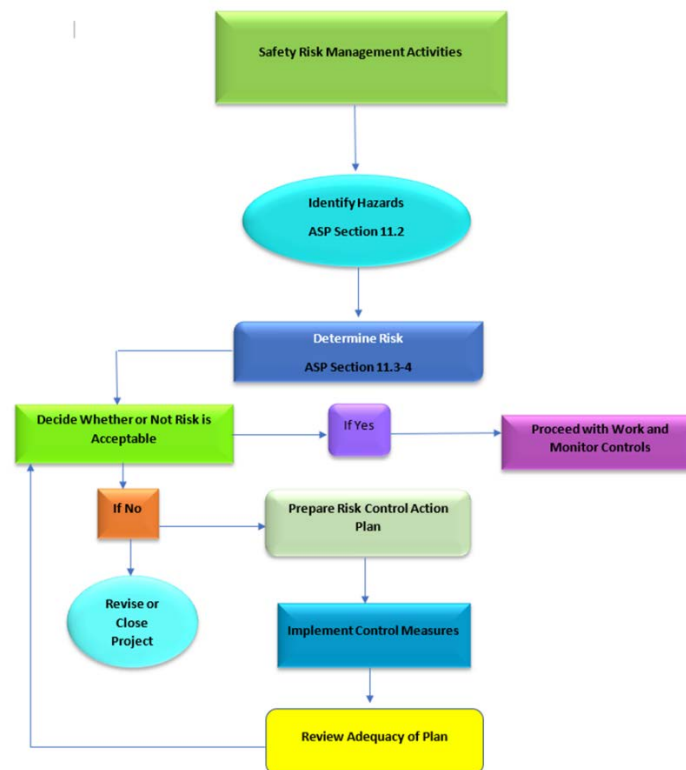 Safety Risk Management Activities
Identify Hazards
ASP Section 11.2
Determine Risk
ASP Section 11.3-4
Decide Whether or Not Risk is
Acceptable
If Yes
Proceed with Work and
Monitor Controls
If No
Prepare Risk Control Action
Plan
Revise or
Close
Project
Implement Control Measures
Review Adequacy of Plan